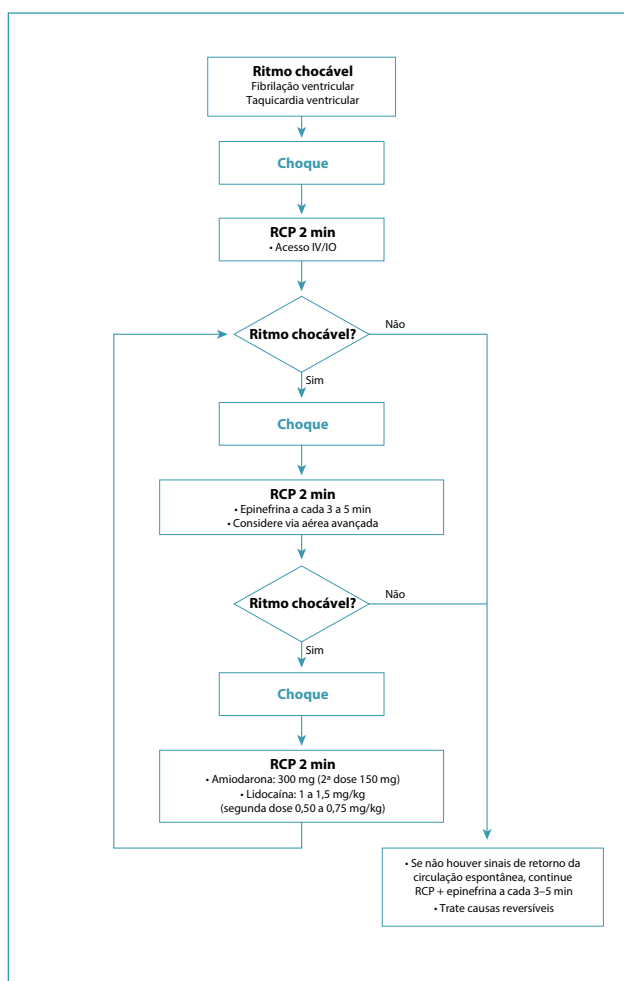 Ritmo chocável
Fibrilação ventricular
Taquicardia ventricular
Choque
RCP 2 min
• Acesso IV/IO
Ritmo chocável?
Não
Sim
Choque
RCP 2 min
• Epinefrina a cada 3 a 5 min
• Considere via aérea avançada
Ritmo chocável?
Não
Sim
Choque
RCP 2 min
• Amiodarona: 300 mg (2ª dose 150 mg)
• Lidocaína: 1 a 1,5 mg/kg
(segunda dose 0,50 a 0,75 mg/kg)
• Se não houver sinais de retorno da
circulação espontânea, continue
RCP + epinefrina a cada 3–5 min
• Trate causas reversíveis